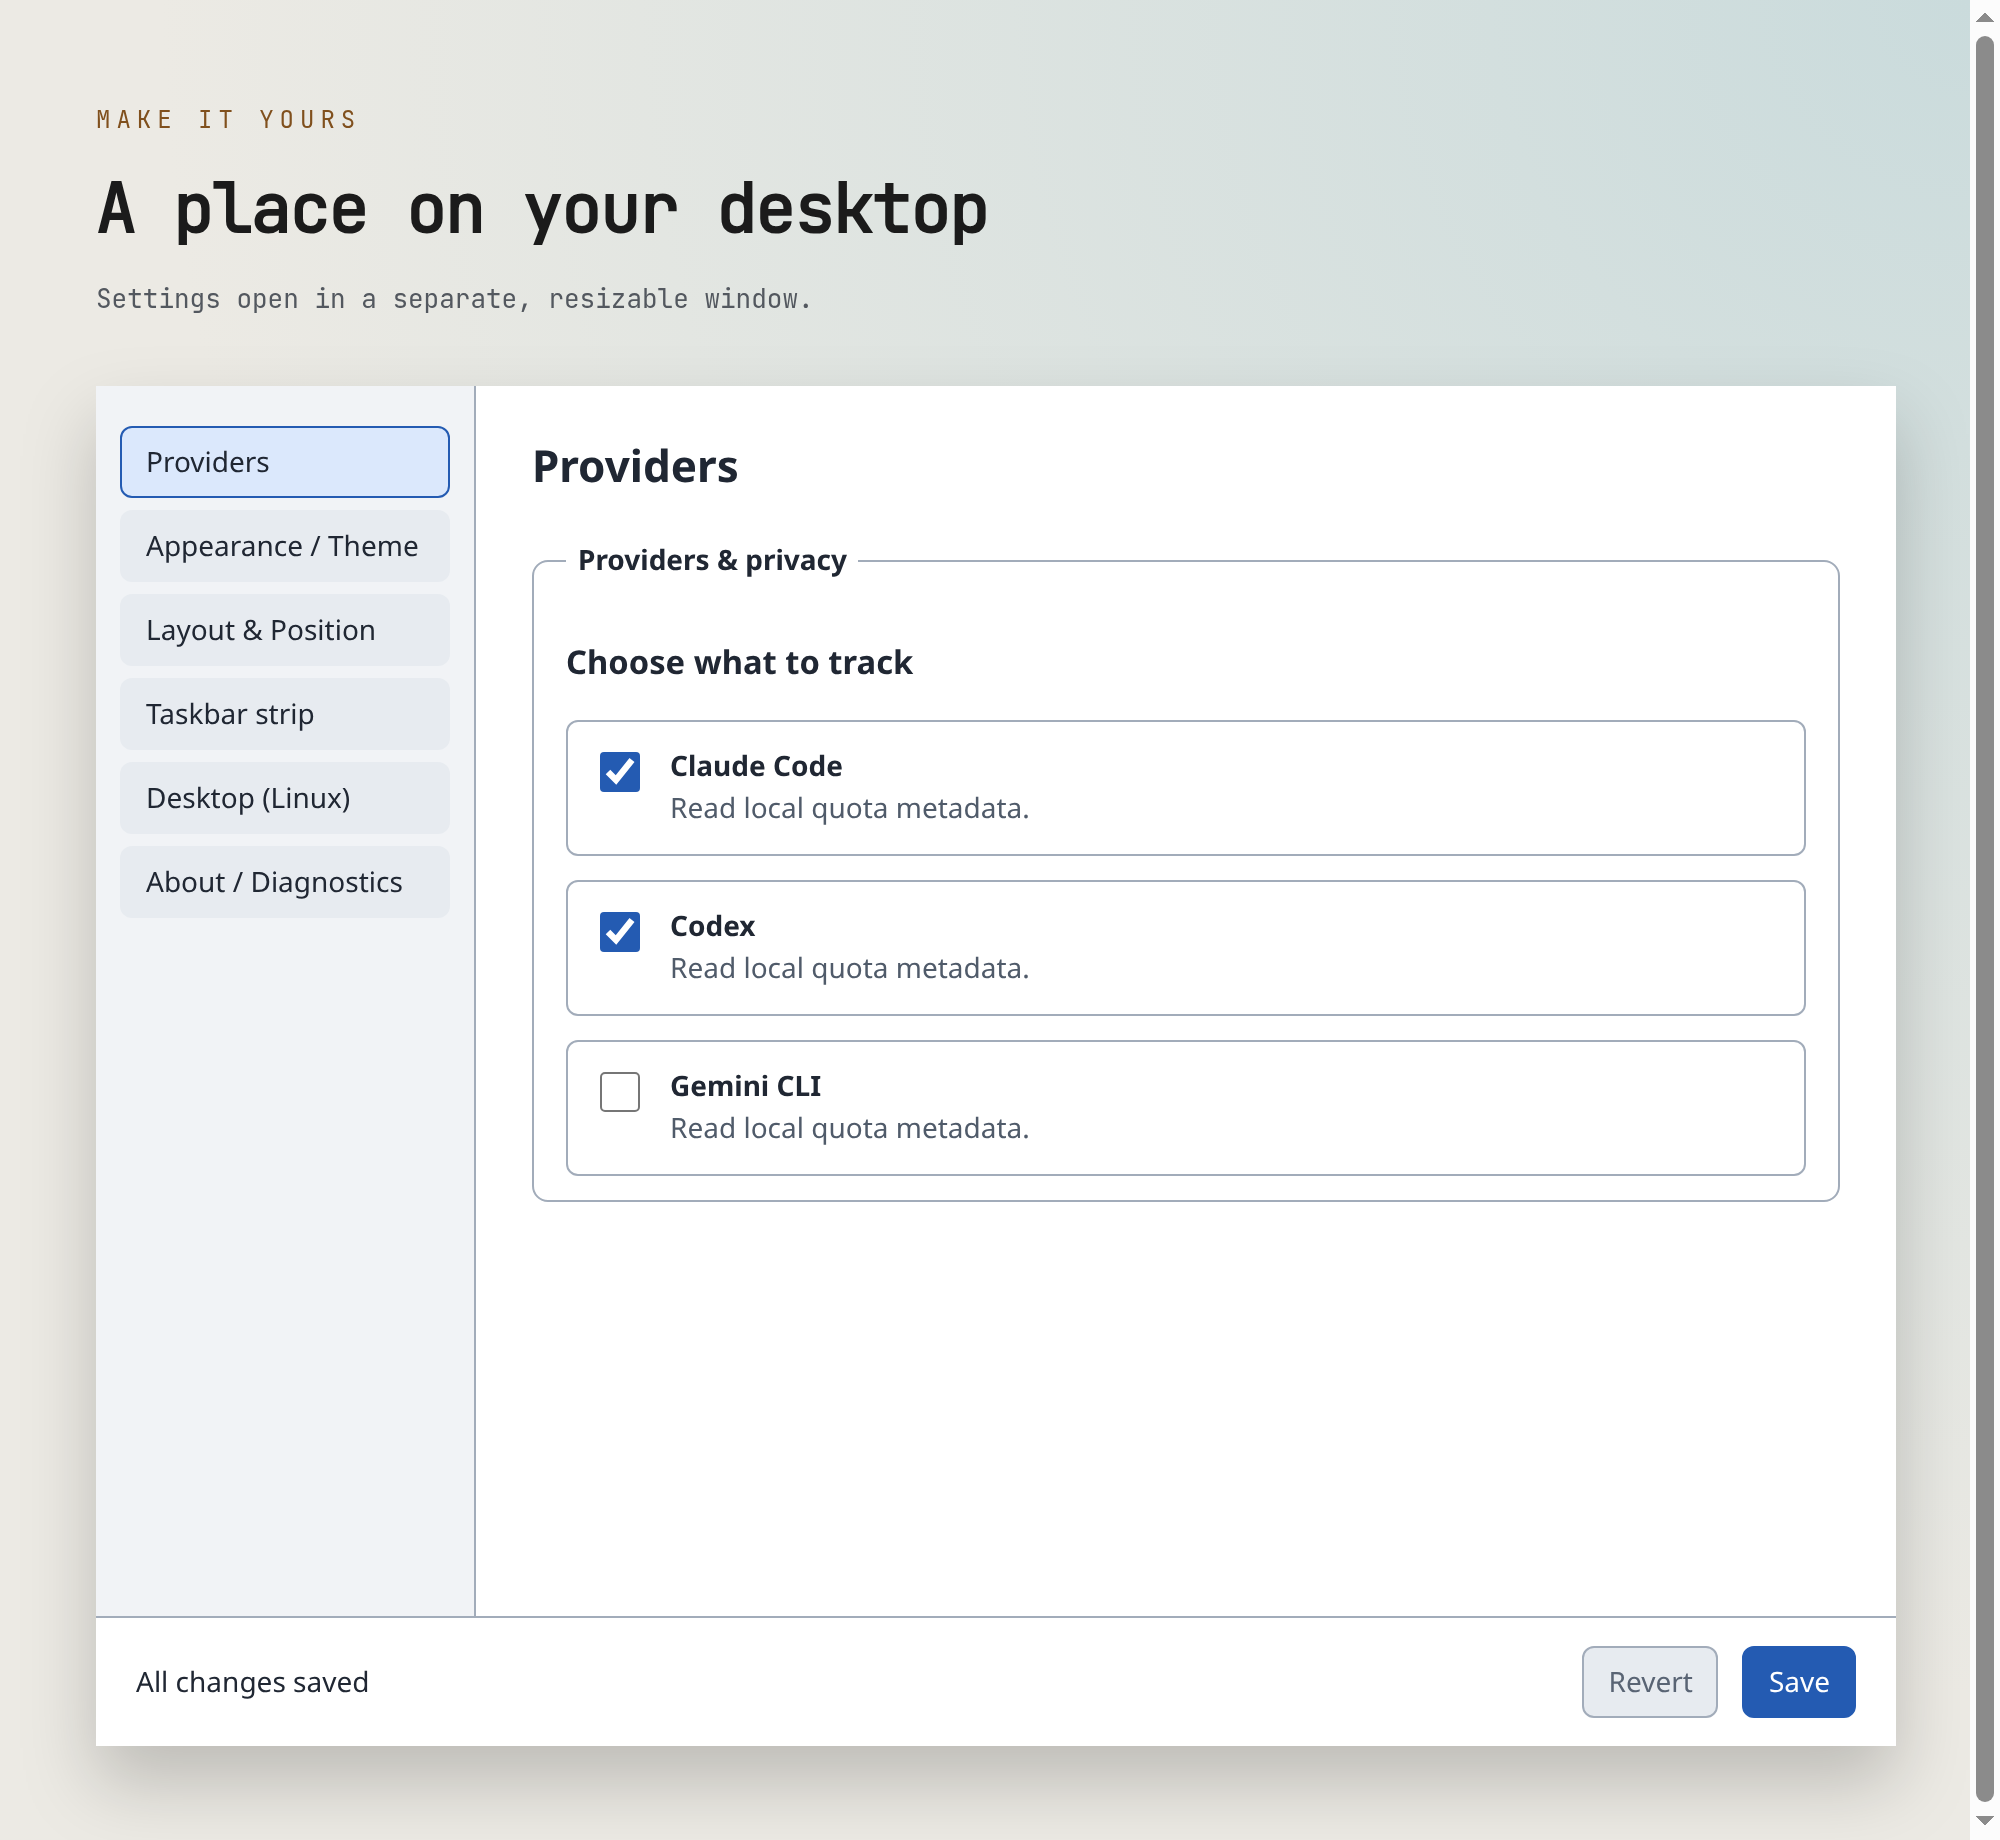 MAKE IT YOURS
A place on your desktop
Settings open in a separate, resizable window.
Providers
Appearance / Theme
Layout & Position
Taskbar strip
Desktop (Linux)
About / Diagnostics
Providers
Providers & privacy
Choose what to track
Claude Code
Read local quota metadata.
Codex
Read local quota metadata.
Gemini CLI
Read local quota metadata.
All changes saved
Revert
Save